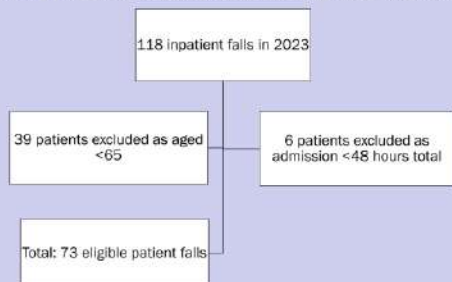 118 inpatient falls in 2023
39 patients excluded as aged
<65
6 patients excluded as
admission <48 hours total
Total: 73 eligible patient falls